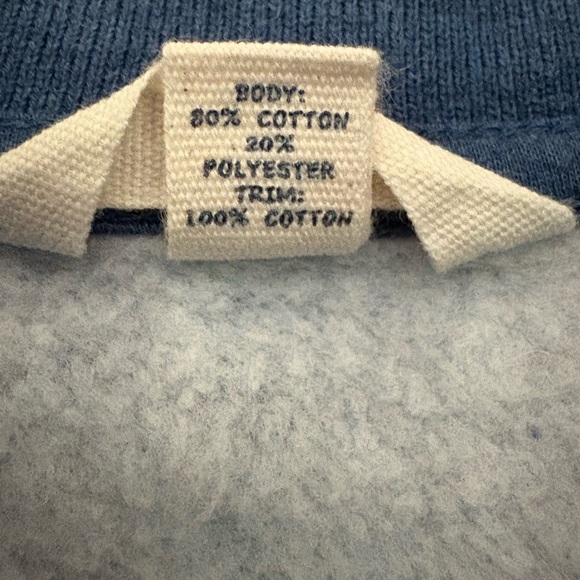 BODY:
80% COTTON
20%
POLYESTER
TRIM:
100% COTTON